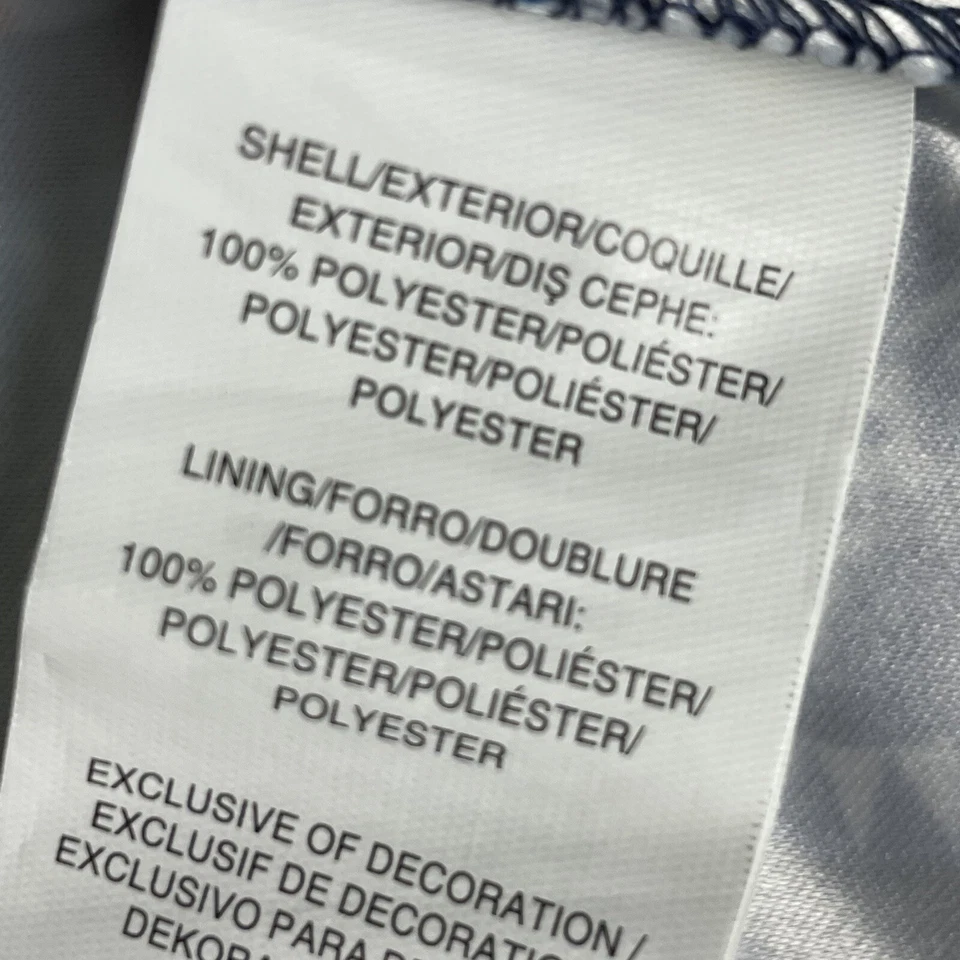 SHELL/EXTERIOR/COQUILLE/
EXTERIOR/DIŞ CEPHE:
100% POLYESTER/POLIÉSTER/
POLYESTER/POLIÉSTER/
POLYESTER
LINING/FORRO/DOUBLURE
/FORRO/ASTARI:
100% POLYESTER/POLIÉSTER/
POLYESTER/POLIÉSTER/
POLYESTER
EXCLUSIVE OF DECORATION /
EXCLUSIF DE
EXCLUSIVO PARA